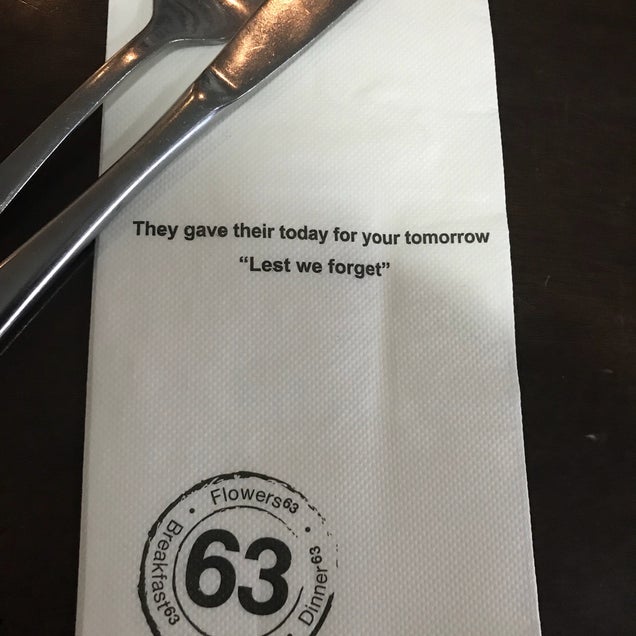 They gave their today for your tomorrow
“Lest we forget”
Flowers63
Breakfast63
63
Dinner63